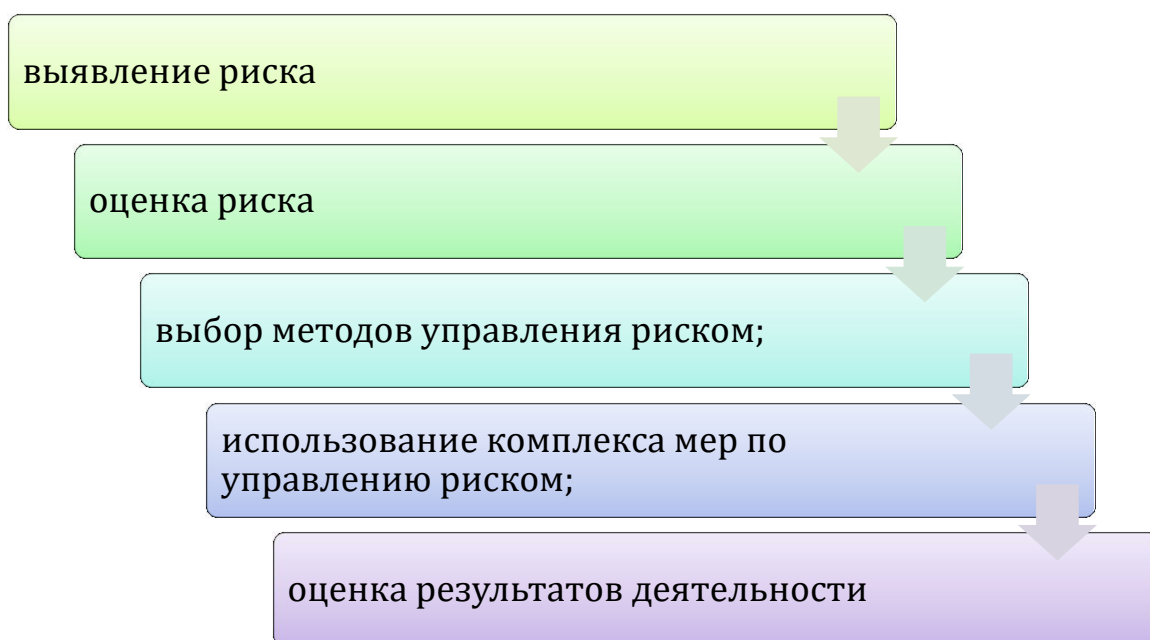 выявление риска
оценка риска
выбор методов управления риском;
использование комплекса мер по
управлению риском;
оценка результатов деятельности